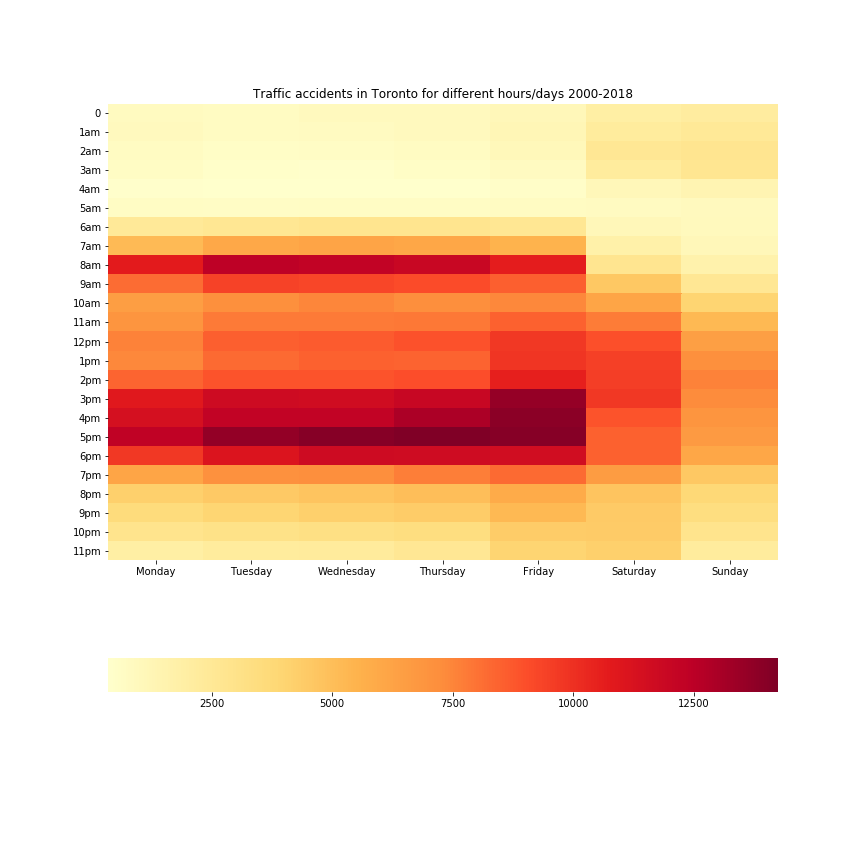 Traffic accidents in Toronto for different hours/days 2000-2018
0
1am
2am
3am
4am
5am
6am
7am
8am
9am
10am
11am
12pm
1pm
2pm
3pm
4pm
5pm
6pm
7pm
8pm
9pm
10pm
11pm
Monday Tuesday Wednesday Thursday Friday Saturday Sunday
2500 5000 7500 10000 12500